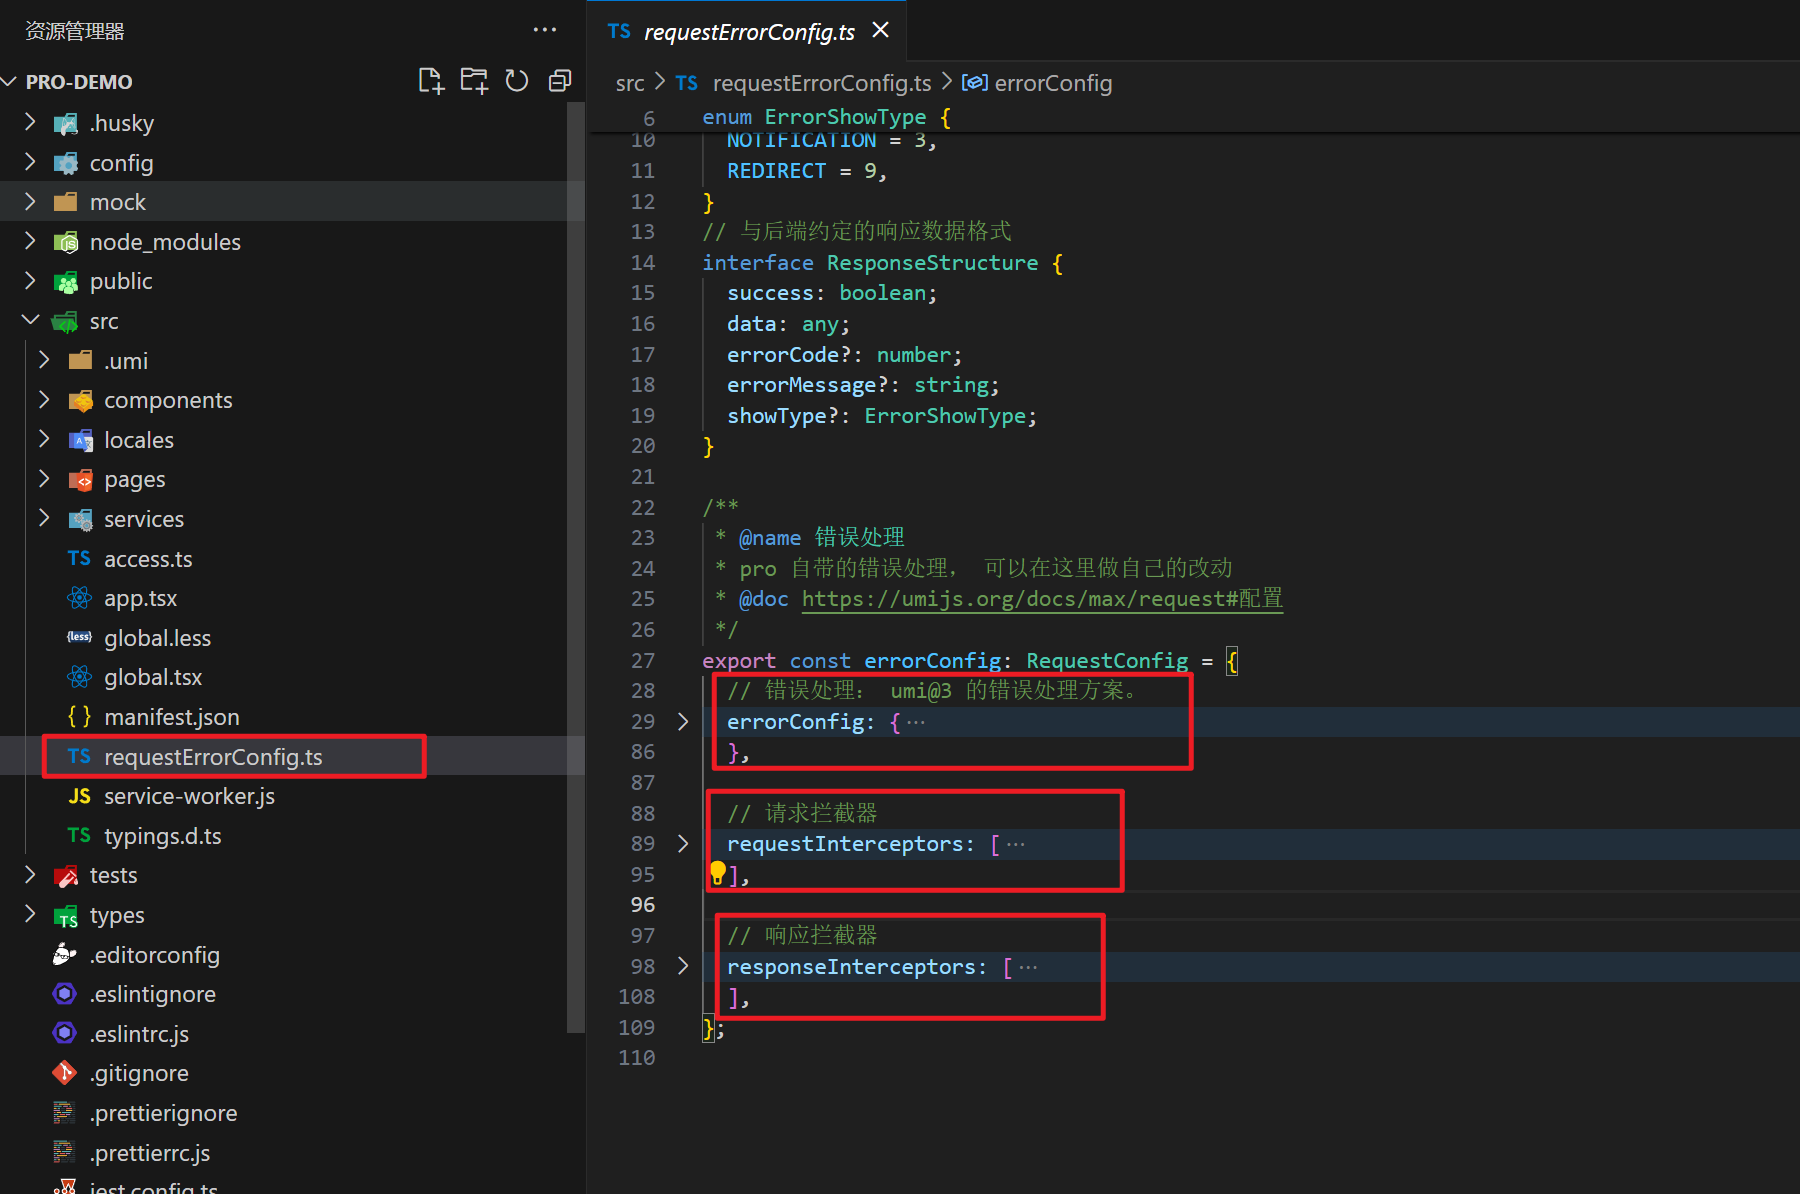 资源管理器
PRO-DEMO
.husky
config
mock
node_modules
public
src
.umi
components
locales
pages
services
TS access.ts
app.tsx
{less} global.less
global.tsx
{ } manifest.json
TS requestErrorConfig.ts
JS service-worker.js
TS typings.d.ts
tests
types
.editorconfig
.eslintignore
.eslintrc.js
.gitignore
.prettierignore
.prettierrc.js
jest.config.ts
TS requestErrorConfig.ts
src > TS requestErrorConfig.ts > errorConfig
6 enum ErrorShowType {
10 NOTIFICATION = 3,
11 REDIRECT = 9,
12 }
13 // 与后端约定的响应数据格式
14 interface ResponseStructure {
15 success: boolean;
16 data: any;
17 errorCode?: number;
18 errorMessage?: string;
19 showType?: ErrorShowType;
20 }
21
22 /**
23 * @name 错误处理
24 * pro 自带的错误处理， 可以在这里做自己的改动
25 * @doc https://umijs.org/docs/max/request#配置
26 */
27 export const errorConfig: RequestConfig = {
28 // 错误处理： umi@3 的错误处理方案。
29 errorConfig: { ···
86 },
87
88 // 请求拦截器
89 requestInterceptors: [ ···
95 ],
96
97 // 响应拦截器
98 responseInterceptors: [ ···
108 ],
109 };
110